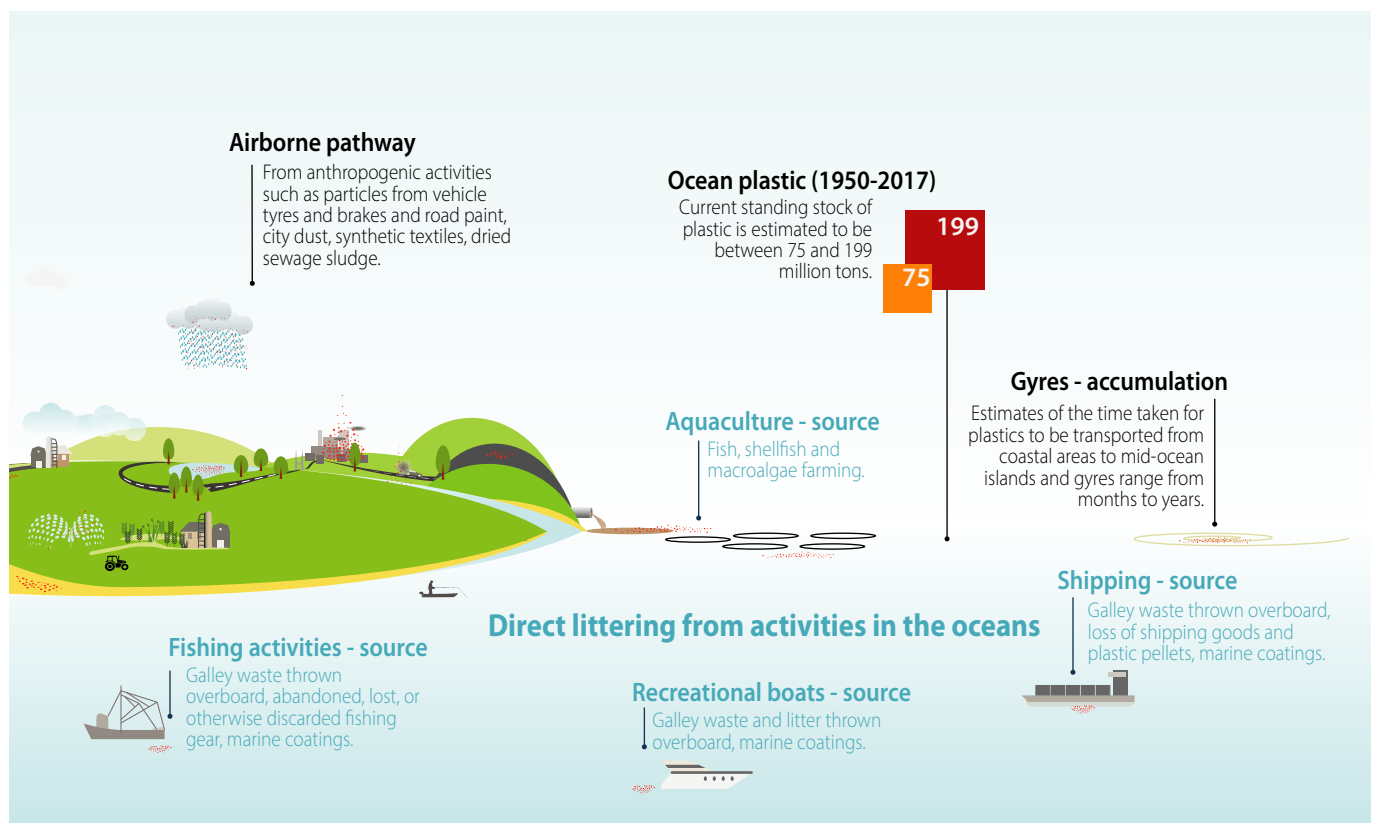 Airborne pathway
From anthropogenic activities
such as particles from vehicle
tyres and brakes and road paint,
city dust, synthetic textiles, dried
sewage sludge.
Ocean plastic (1950-2017)
Current standing stock of
plastic is estimated to be
between 75 and 199
million tons.
199
75
Gyres - accumulation
Estimates of the time taken for
plastics to be transported from
coastal areas to mid-ocean
islands and gyres range from
months to years.
Aquaculture - source
Fish, shellfish and
macroalgae farming.
Direct littering from activities in the oceans
Shipping - source
Galley waste thrown overboard,
loss of shipping goods and
plastic pellets, marine coatings.
Fishing activities - source
Galley waste thrown
overboard, abandoned, lost, or
otherwise discarded fishing
gear, marine coatings.
Recreational boats - source
Galley waste and litter thrown
overboard, marine coatings.